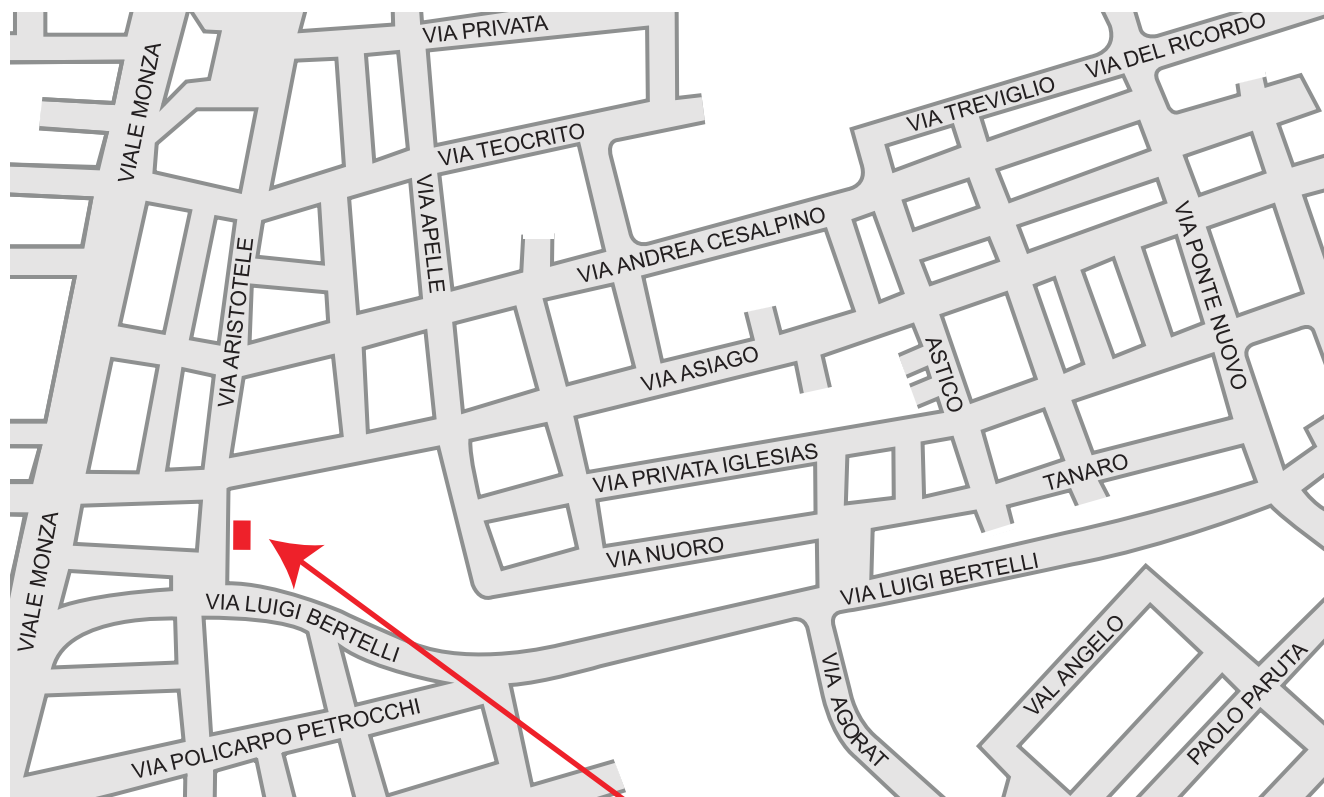 VIA PRIVATA
VIA DEL RICORDO
VIALE MONZA
VIA TREVIGLIO
VIA TEOCRITO
VIA APELLE
VIA ANDREA CESALPINO
VIA PONTE NUOVO
VIA ARISTOTELE
VIA ASIAGO
ASTICO
VIA PRIVATA IGLESIAS
TANARO
VIALE MONZA
VIA NUORO
VIA LUIGI BERTELLI
VIA LUIGI BERTELLI
VAL ANGELO
PAOLO PARUTA
VIA AGORAT
VIA POLICARPO PETROCCHI